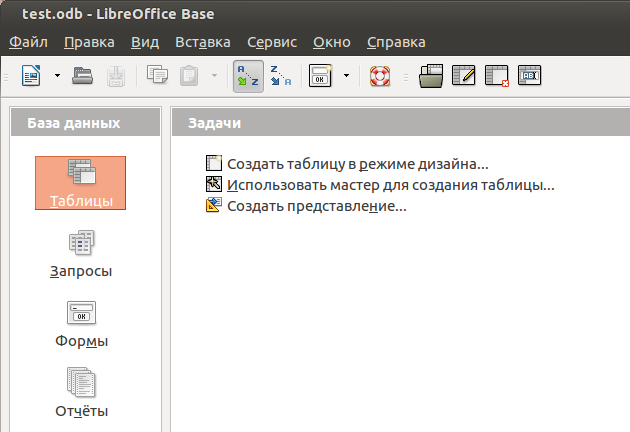 test.odb - LibreOffice Base
Файл Правка Вид Вставка Сервис Окно Справка
База данных
Задачи
Таблицы
Запросы
Формы
Отчёты
Создать таблицу в режиме дизайна...
Использовать мастер для создания таблицы...
Создать представление...